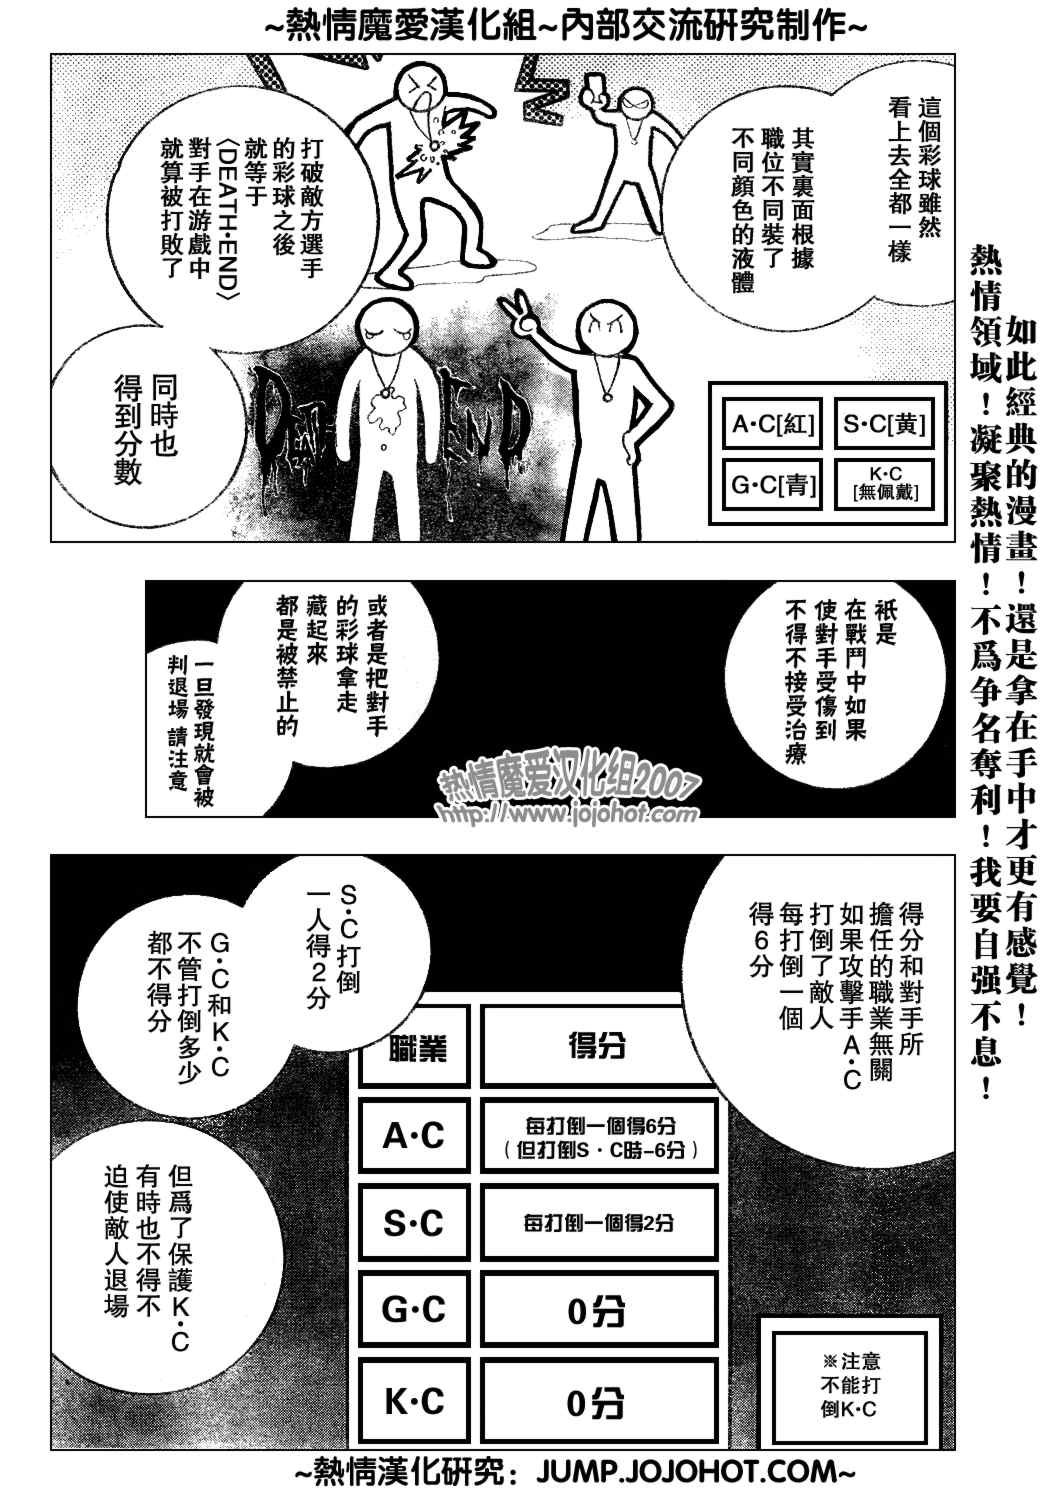 ~熱情魔愛漢化組~內部交流研究制作~
這個彩球雖然
看上去全都一樣
其實裏面根據
職位不同裝了
不同顔色的液體
打破敵方選手
的彩球之後
就等于
〈DEATH·END〉
對手在游戲中
就算被打敗了
同時也
得到分數
DEATH END
A·C[紅]
S·C[黄]
G·C[青]
K·C
[無佩戴]
如此經典的漫畫！還是拿在手中才更有感覺！
熱情領域！凝聚熱情！不爲争名奪利！我要自强不息！
衹是
在戰鬥中如果
使對手受傷到
不得不接受治療
或者是把對手
的彩球拿走
藏起來
都是被禁止的
一旦發現就會被
判退場 請注意
熱情魔爱汉化组2007
http://www.jojohot.com
得分和對手所
擔任的職業無關
如果攻擊手A·C
打倒了敵人
每打倒一個
得6分
S·C打倒
一人得2分
G·C和K·C
不管打倒多少
都不得分
但爲了保護K·C
有時也不得不
迫使敵人退場
職業
得分
A·C
每打倒一個得6分
（但打倒S·C時-6分）
S·C
每打倒一個得2分
G·C
0分
K·C
0分
※注意
不能打
倒K·C
~熱情漢化研究：JUMP.JOJOHOT.COM~